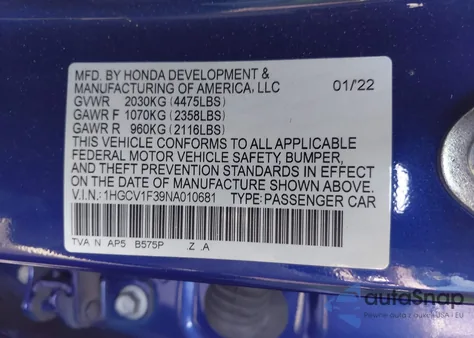 MFD. BY HONDA DEVELOPMENT &
MANUFACTURING OF AMERICA, LLC 01/22
GVWR 2030KG (4475LBS)
GAWR F 1070KG (2358LBS)
GAWR R 960KG (2116LBS)
THIS VEHICLE CONFORMS TO ALL APPLICABLE
FEDERAL MOTOR VEHICLE SAFETY, BUMPER,
AND THEFT PREVENTION STANDARDS IN EFFECT
ON THE DATE OF MANUFACTURE SHOWN ABOVE.
V.I.N.: 1HGCV1F39NA010681 TYPE: PASSENGER CAR
TVA N AP5 B575P .Z .A
autoSnap